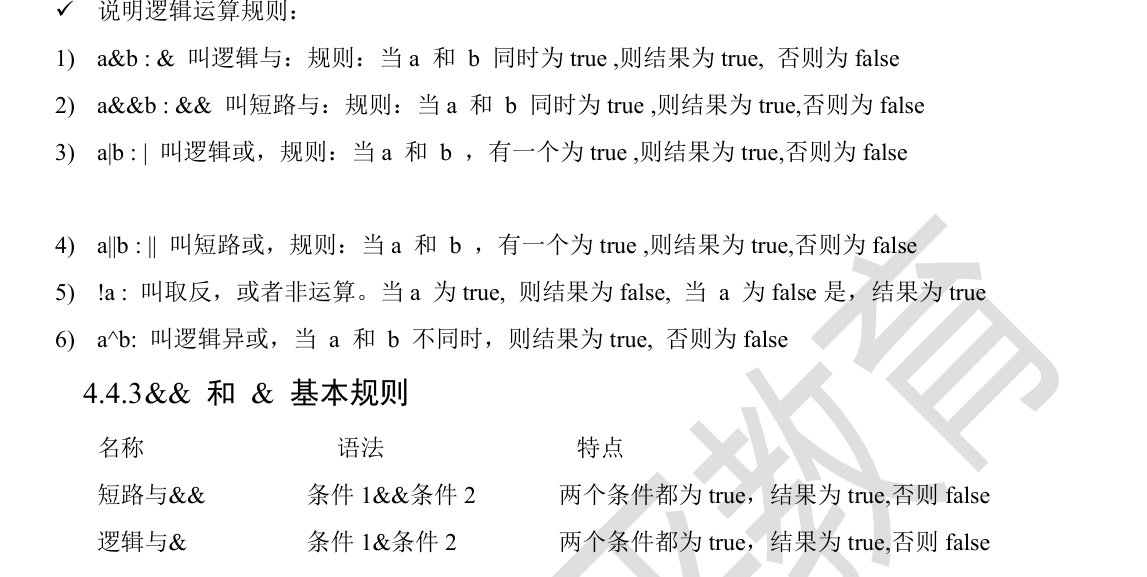 ✓ 说明逻辑运算规则：
1) a&b : & 叫逻辑与：规则：当 a 和 b 同时为 true ,则结果为 true, 否则为 false
2) a&&b : && 叫短路与：规则：当 a 和 b 同时为 true ,则结果为 true,否则为 false
3) a|b : | 叫逻辑或，规则：当 a 和 b ，有一个为 true ,则结果为 true,否则为 false
4) a||b : || 叫短路或，规则：当 a 和 b ，有一个为 true ,则结果为 true,否则为 false
5) !a : 叫取反，或者非运算。当 a 为 true, 则结果为 false, 当 a 为 false 是，结果为 true
6) a^b: 叫逻辑异或，当 a 和 b 不同时，则结果为 true, 否则为 false
4.4.3&& 和 & 基本规则
名称 语法 特点
短路与&& 条件 1&&条件 2 两个条件都为 true，结果为 true,否则 false
逻辑与& 条件 1&条件 2 两个条件都为 true，结果为 true,否则 false
教育